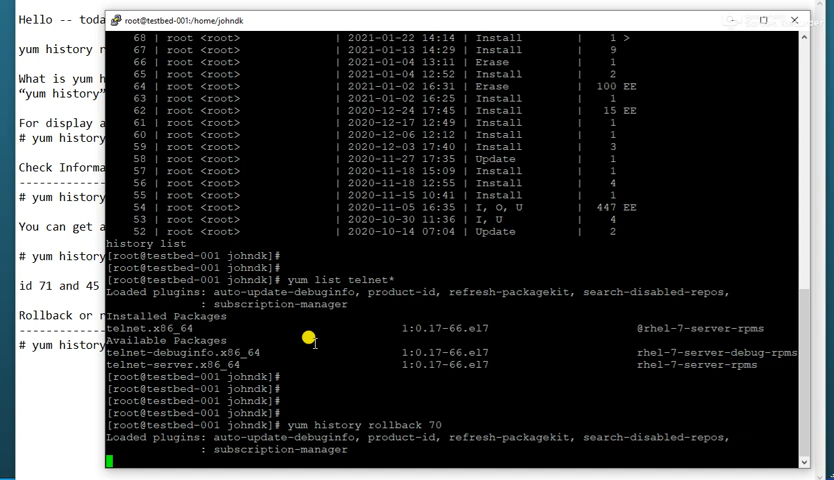 Hello -- toda
yum history r
What is yum h
“yum history”
For display a
# yum history
Check Informa
# yum history
You can get a
# yum history
id 71 and 45
Rollback or r
# yum history
root@testbed-001:/home/johndk
68 | root <root> | 2021-01-22 14:14 | Install | 1 >
67 | root <root> | 2021-01-13 14:29 | Install | 9
66 | root <root> | 2021-01-04 13:11 | Erase | 1
65 | root <root> | 2021-01-04 12:52 | Install | 2
64 | root <root> | 2021-01-02 16:31 | Erase | 100 EE
63 | root <root> | 2021-01-02 16:25 | Install | 1
62 | root <root> | 2020-12-24 17:45 | Install | 15 EE
61 | root <root> | 2020-12-17 12:49 | Install | 1
60 | root <root> | 2020-12-06 12:12 | Install | 1
59 | root <root> | 2020-12-03 17:40 | Install | 3
58 | root <root> | 2020-11-27 17:35 | Update | 1
57 | root <root> | 2020-11-18 15:09 | Install | 1
56 | root <root> | 2020-11-18 12:55 | Install | 4
55 | root <root> | 2020-11-15 10:41 | Install | 1
54 | root <root> | 2020-11-05 16:35 | I, O, U | 447 EE
53 | root <root> | 2020-10-30 11:36 | I, U | 4
52 | root <root> | 2020-10-14 07:04 | Update | 2
history list
[root@testbed-001 johndk]#
[root@testbed-001 johndk]#
[root@testbed-001 johndk]# yum list telnet*
Loaded plugins: auto-update-debuginfo, product-id, refresh-packagekit, search-disabled-repos,
: subscription-manager
Installed Packages
telnet.x86_64 1:0.17-66.el7 @rhel-7-server-rpms
Available Packages
telnet-debuginfo.x86_64 1:0.17-66.el7 rhel-7-server-debug-rpms
telnet-server.x86_64 1:0.17-66.el7 rhel-7-server-rpms
[root@testbed-001 johndk]#
[root@testbed-001 johndk]#
[root@testbed-001 johndk]#
[root@testbed-001 johndk]#
[root@testbed-001 johndk]# yum history rollback 70
Loaded plugins: auto-update-debuginfo, product-id, refresh-packagekit, search-disabled-repos,
: subscription-manager